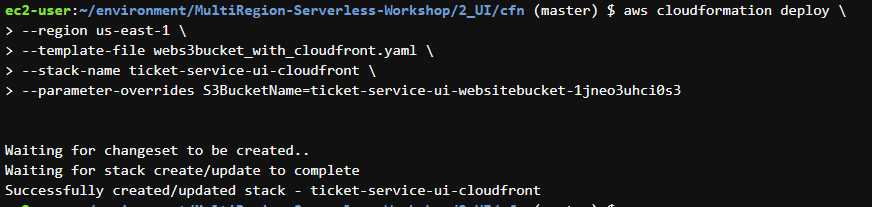 ec2-user:~/environment/MultiRegion-Serverless-Workshop/2_UI/cfn (master) $ aws cloudformation deploy \
> --region us-east-1 \
> --template-file webs3bucket_with_cloudfront.yaml \
> --stack-name ticket-service-ui-cloudfront \
> --parameter-overrides S3BucketName=ticket-service-ui-websitebucket-1jneo3uhci0s3
Waiting for changeset to be created..
Waiting for stack create/update to complete
Successfully created/updated stack - ticket-service-ui-cloudfront